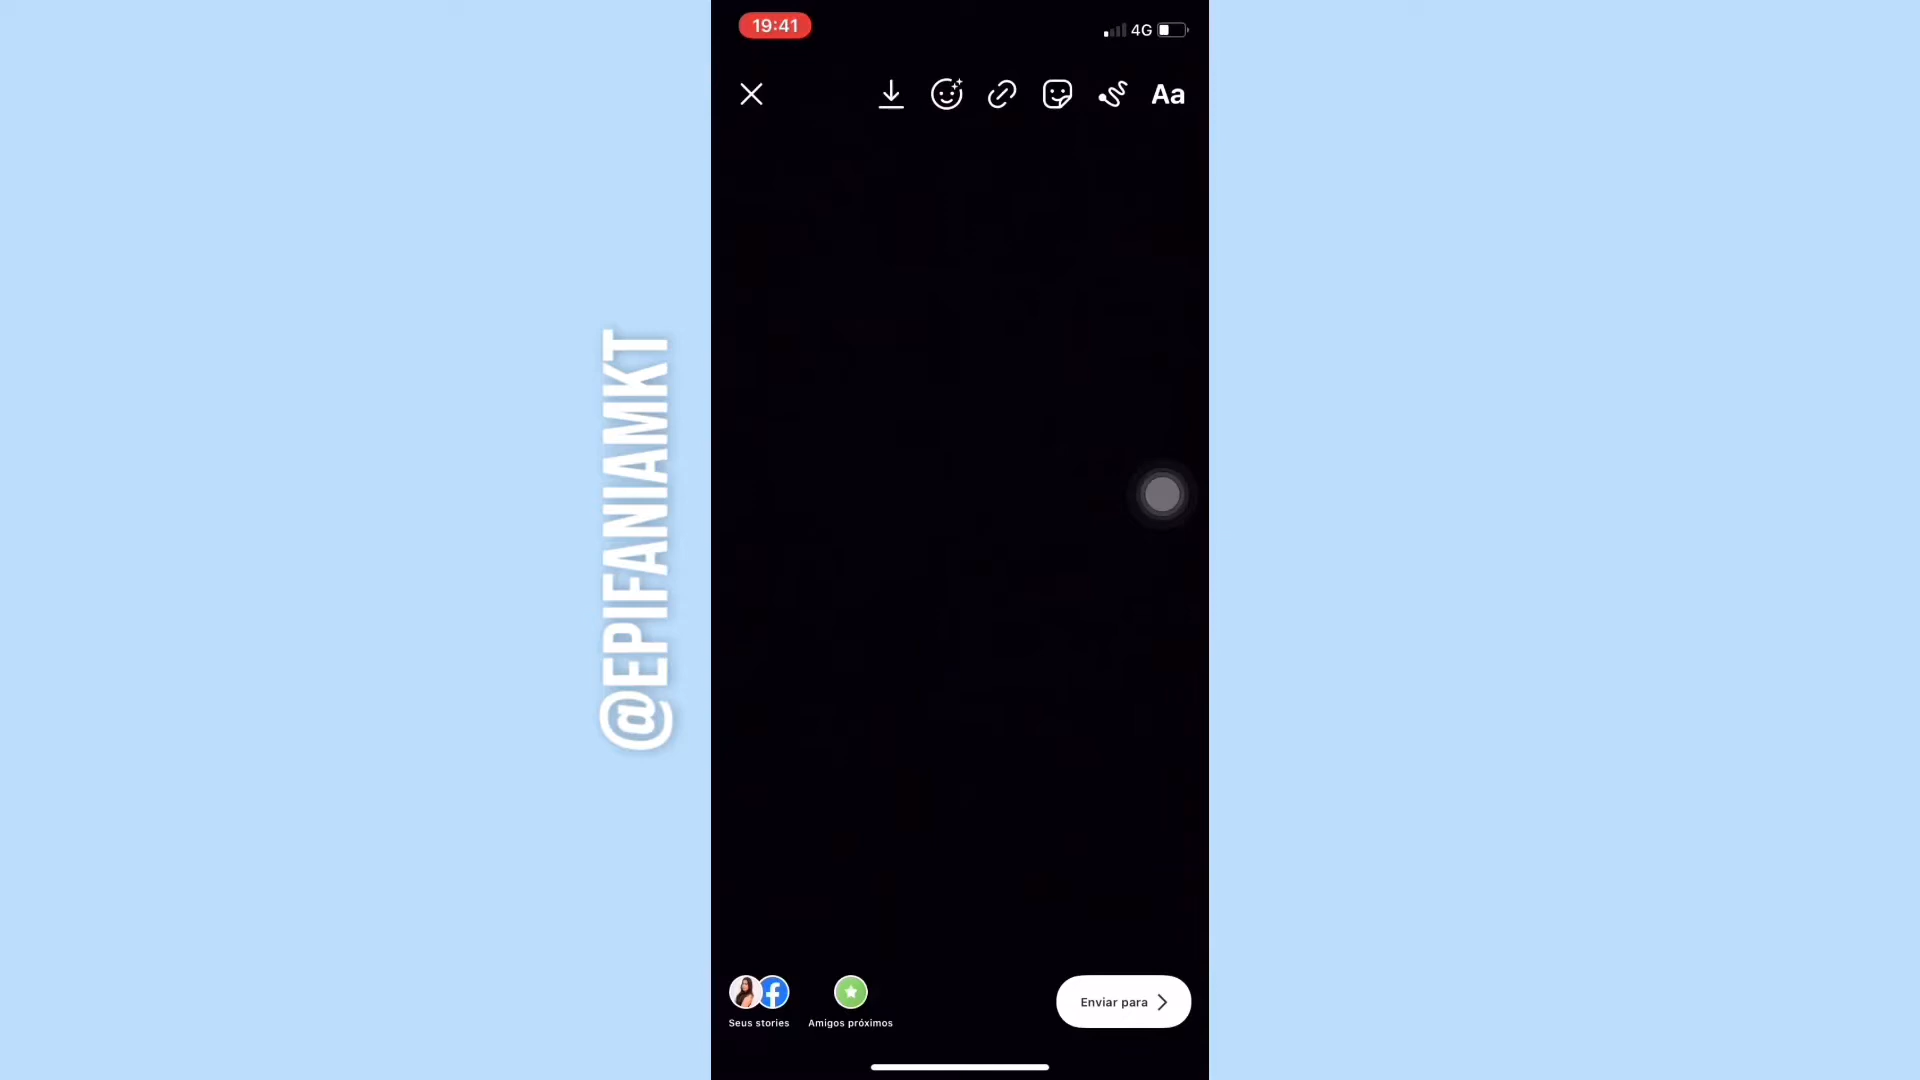 19:41
4G
Aa
@EPIFANIAMKT
Seus stories
Amigos próximos
Enviar para